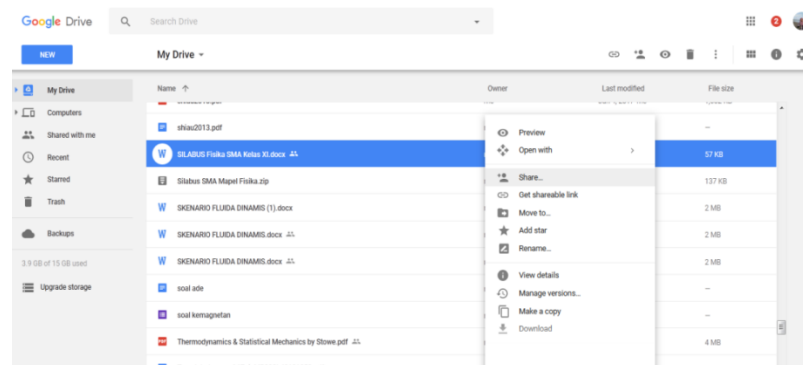 Google Drive Search Drive 2
NEW My Drive
My Drive Name Owner Last modified File size
Computers
Shared with me
Recent
Starred
Trash
Backups
3.9 GB of 15 GB used
Upgrade storage
shiau2013.pdf –
SILABUS Fisika SMA Kelas XI.docx 57 KB
Silabus SMA Mapel Fisika.zip 137 KB
SKENARIO FLUIDA DINAMIS (1).docx 2 MB
SKENARIO FLUIDA DINAMIS.docx 2 MB
SKENARIO FLUIDA DINAMIS.docx 2 MB
soal ade –
soal kemagnetan –
Thermodynamics & Statistical Mechanics by Stowe.pdf 4 MB
Preview
Open with
Share...
Get shareable link
Move to...
Add star
Rename...
View details
Manage versions...
Make a copy
Download